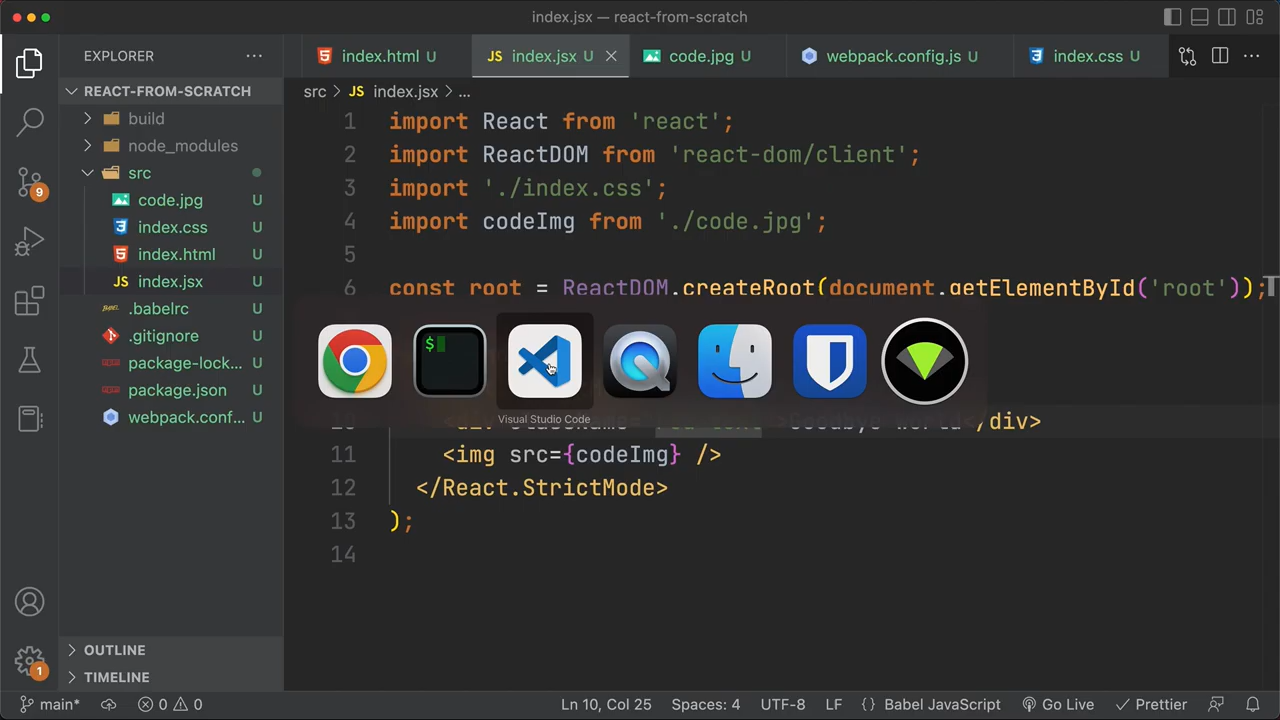 index.jsx — react-from-scratch
EXPLORER
index.html U
index.jsx U
code.jpg U
webpack.config.js U
index.css U
REACT-FROM-SCRATCH
build
node_modules
src
code.jpg U
index.css U
index.html U
index.jsx U
.babelrc U
.gitignore U
package-lock... U
package.json U
webpack.conf... U
OUTLINE
TIMELINE
src > JS index.jsx > ...
1 import React from 'react';
2 import ReactDOM from 'react-dom/client';
3 import './index.css';
4 import codeImg from './code.jpg';
5
6 const root = ReactDOM.createRoot(document.getElementById('root'));
$
Visual Studio Code
/div>
11 <img src={codeImg} />
12 </React.StrictMode>
13 );
14
9
1
main* 0 0 Ln 10, Col 25 Spaces: 4 UTF-8 LF {} Babel JavaScript Go Live Prettier